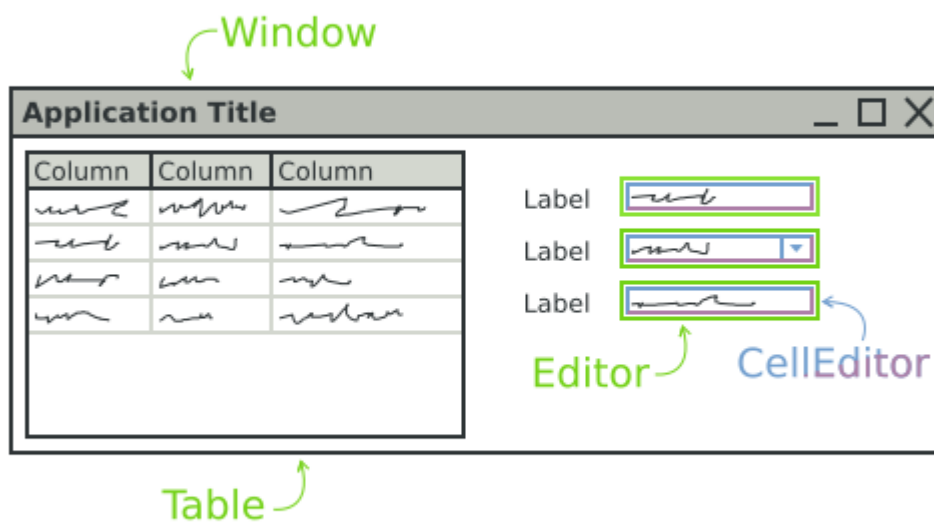 Window
Application Title
Column Column Column
Label
Label
Label
Editor
CellEditor
Table